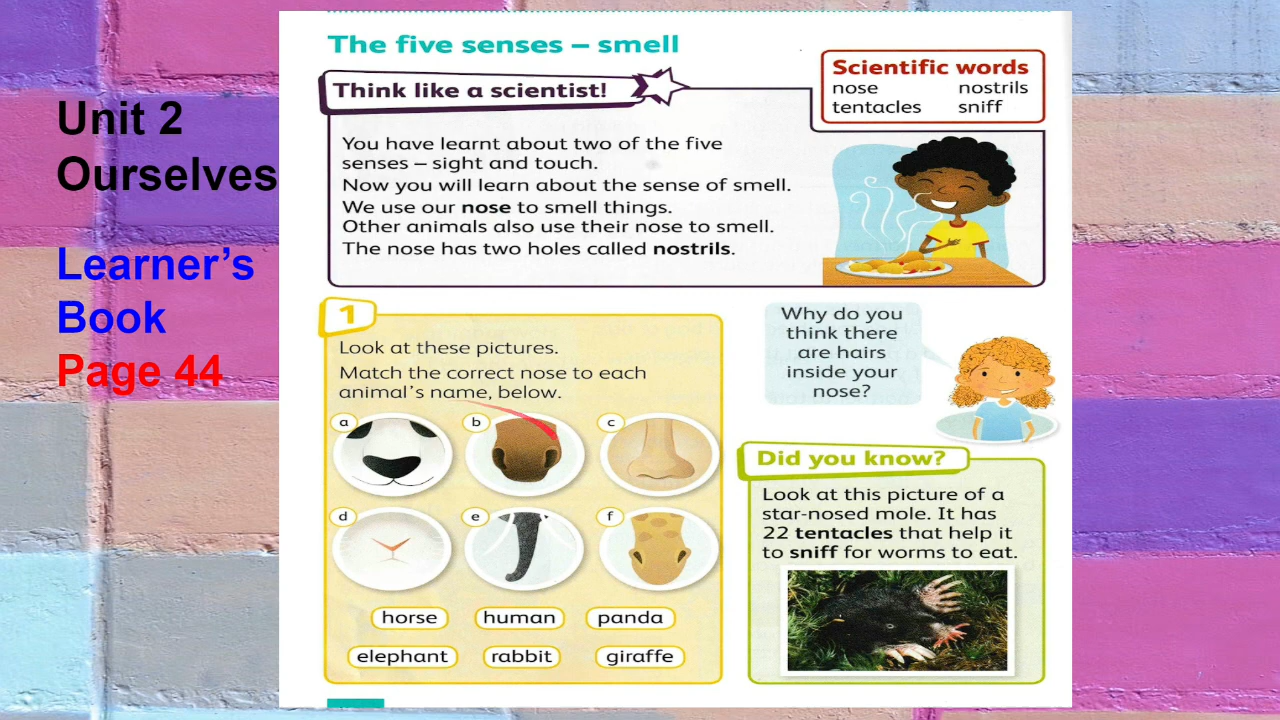 Unit 2
Ourselves
Learner's
Book
Page 44
The five senses – smell
Think like a scientist!
Scientific words
nose nostrils
tentacles sniff
You have learnt about two of the five
senses – sight and touch.
Now you will learn about the sense of smell.
We use our nose to smell things.
Other animals also use their nose to smell.
The nose has two holes called nostrils.
1
Look at these pictures.
Match the correct nose to each
animal's name, below.
a b c
d e f
horse human panda
elephant rabbit giraffe
Why do you
think there
are hairs
inside your
nose?
Did you know?
Look at this picture of a
star-nosed mole. It has
22 tentacles that help it
to sniff for worms to eat.